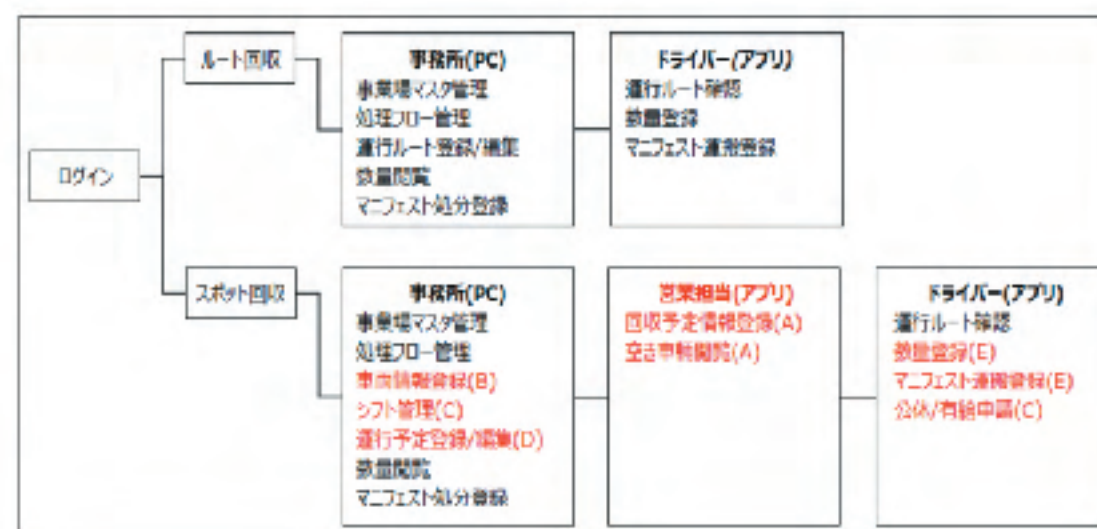 ログイン
ルート回収
事務所(PC)
事業場マスタ管理
処理フロー管理
運行ルート登録/編集
数量閲覧
マニフェスト処分登録
ドライバー(アプリ)
運行ルート確認
数量登録
マニフェスト運搬登録
スポット回収
事務所(PC)
事業場マスタ管理
処理フロー管理
車両情報登録(B)
シフト管理(C)
運行予定登録/編集(D)
数量閲覧
マニフェスト処分登録
営業担当(アプリ)
回収予定情報登録(A)
空き車輌閲覧(A)
ドライバー(アプリ)
運行ルート確認
数量登録(E)
マニフェスト運搬登録(E)
公休/有給申請(C)